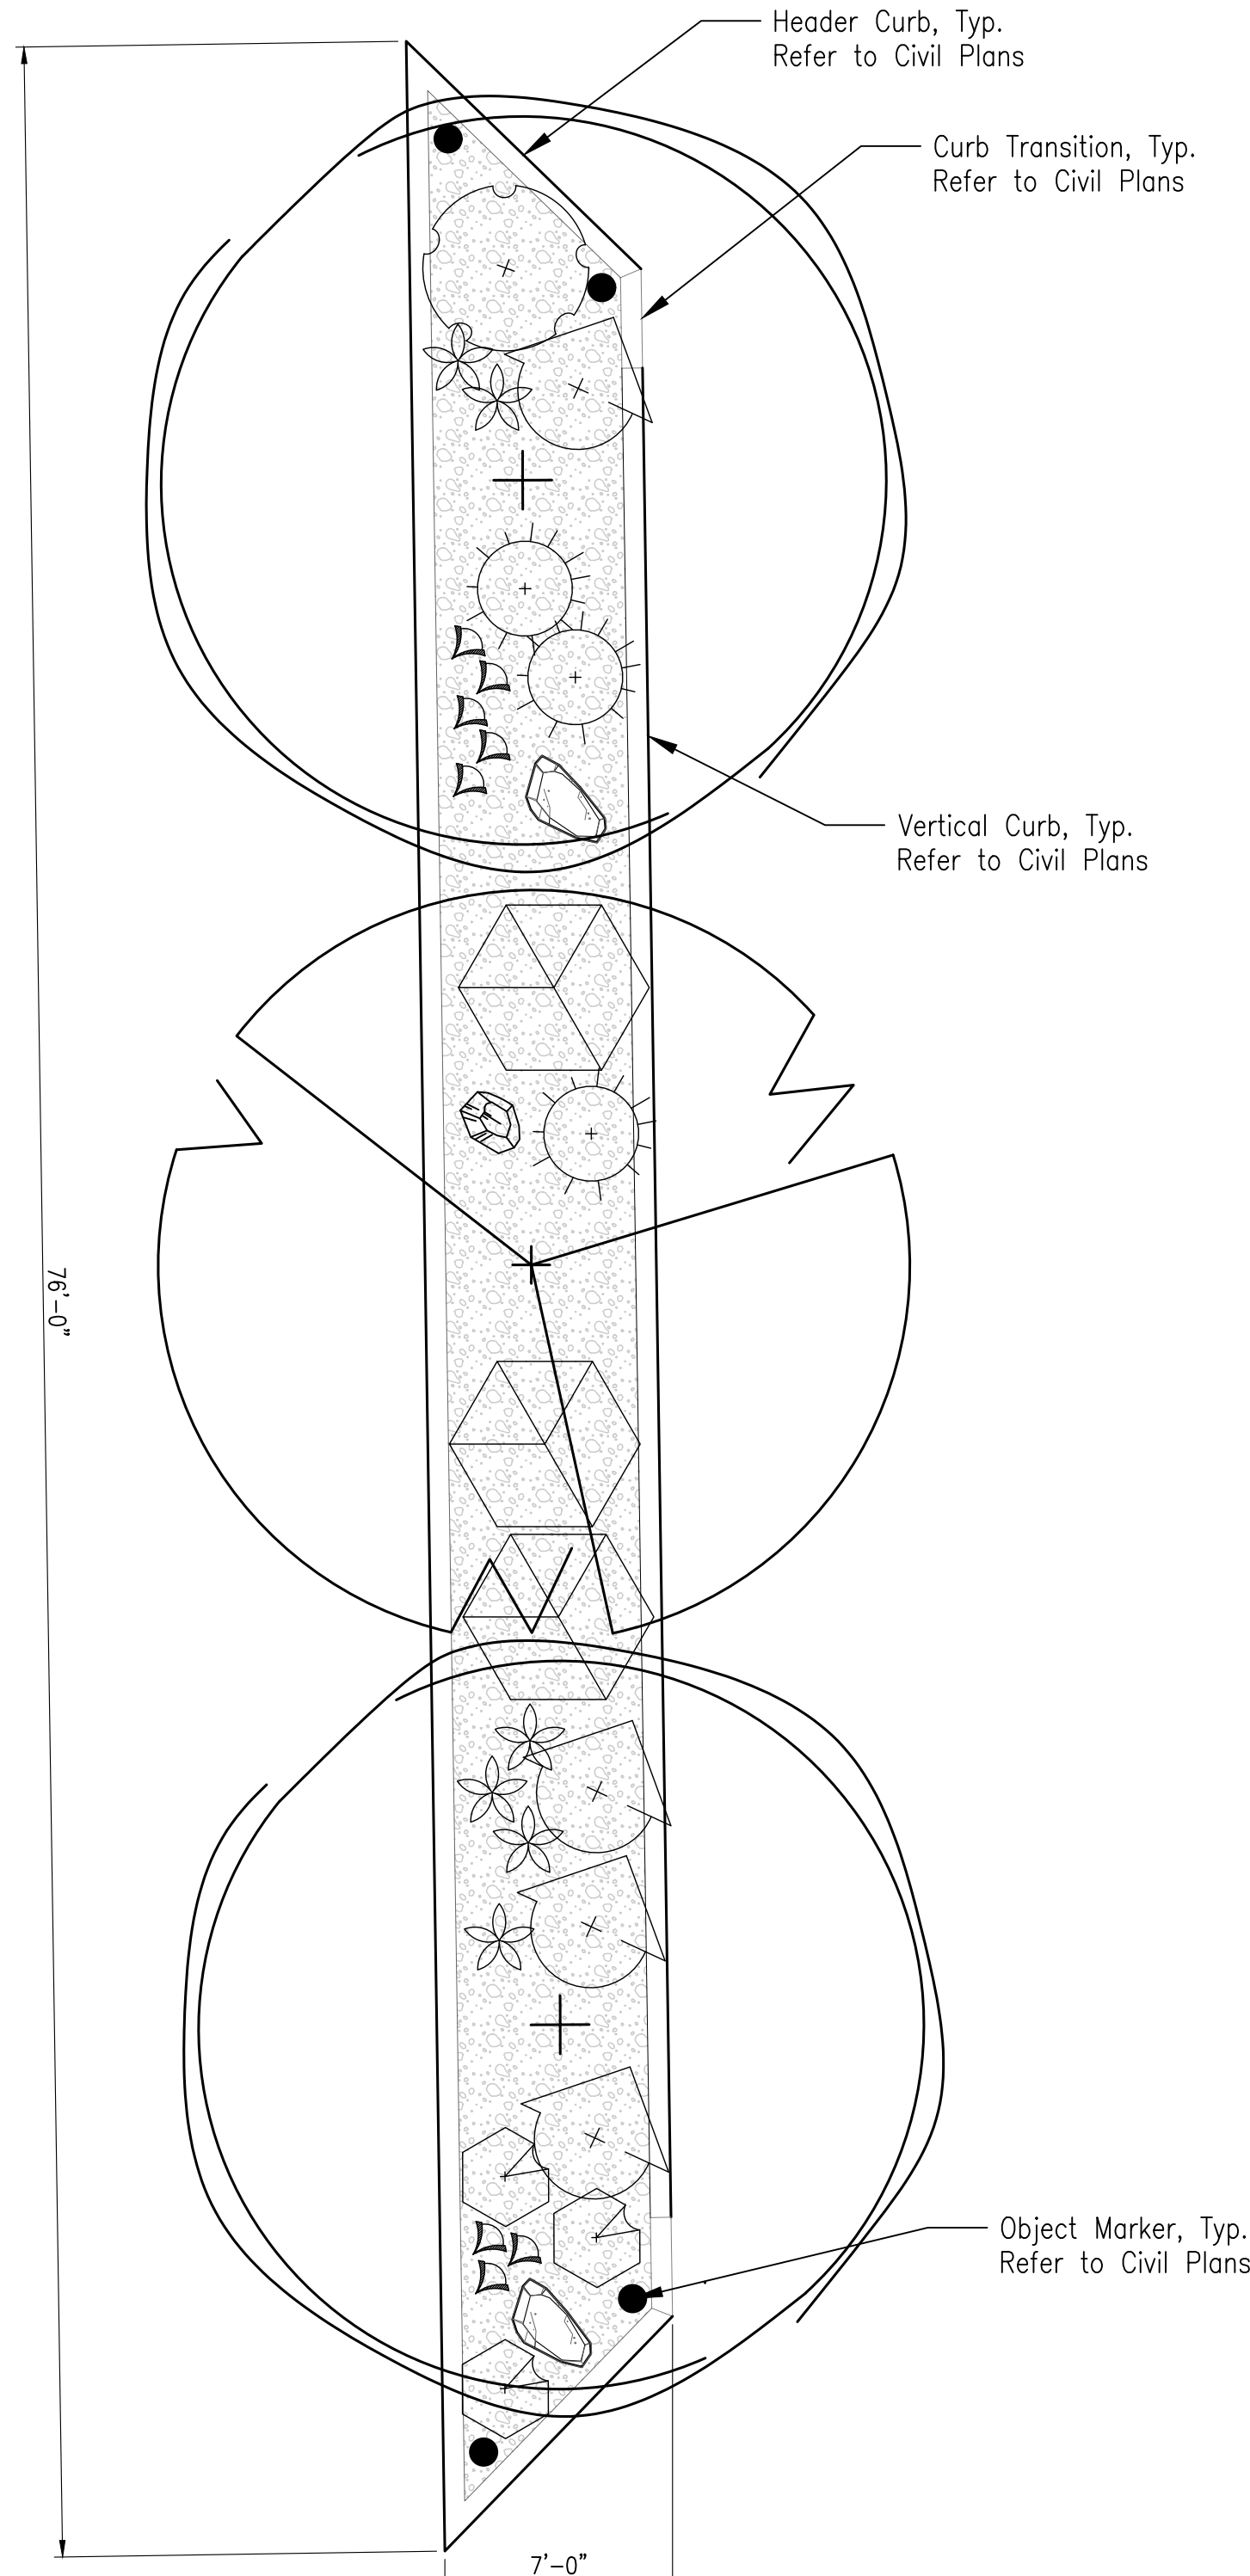 Header Curb, Typ.
Refer to Civil Plans
Curb Transition, Typ.
Refer to Civil Plans
Vertical Curb, Typ.
Refer to Civil Plans
76'-0"
Object Marker, Typ.
Refer to Civil Plans
7'-0"